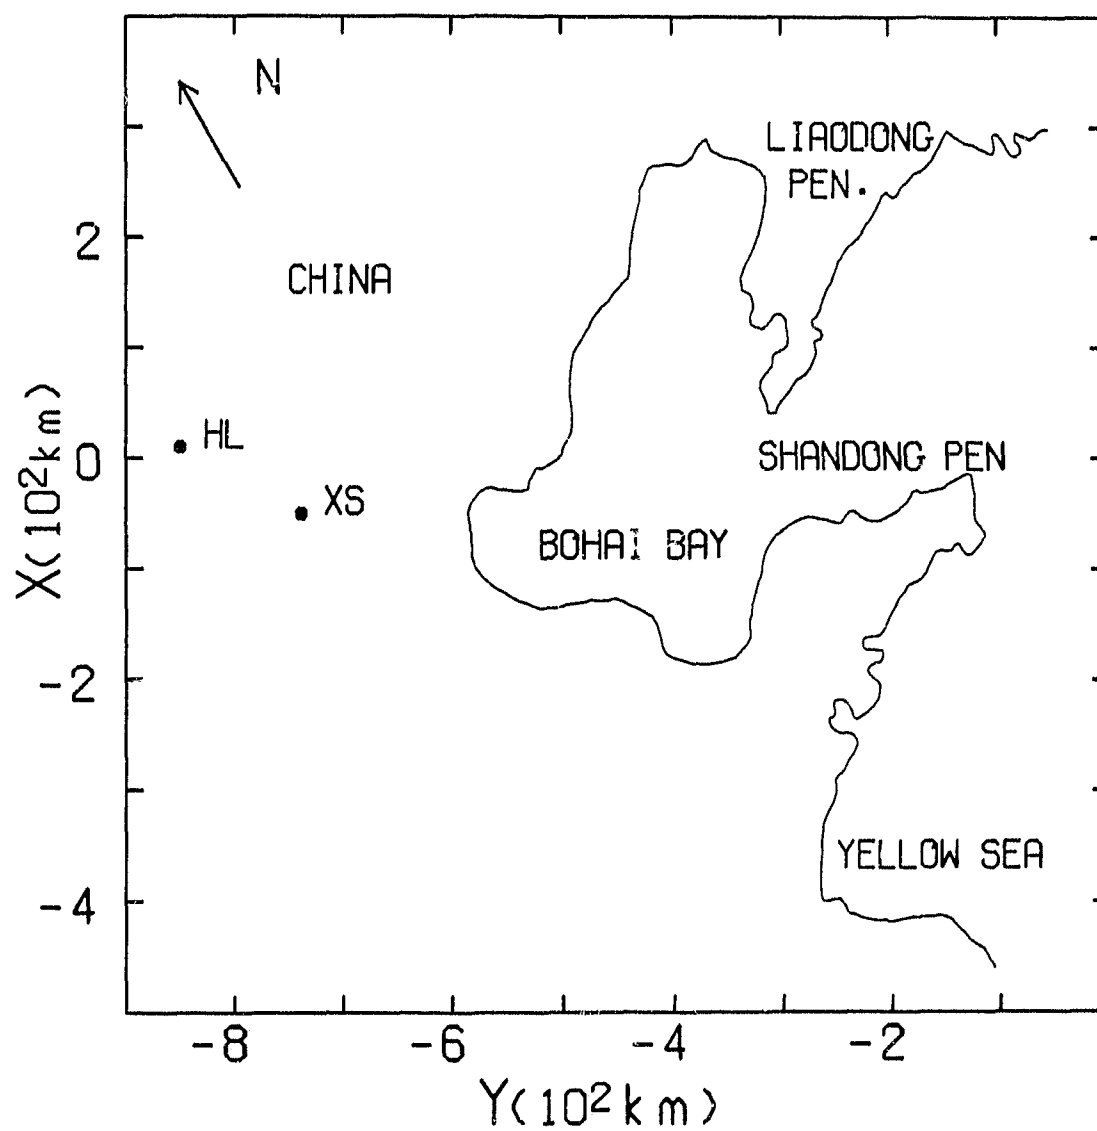 N
LIAODONG
PEN.
2
CHINA
HL
0
SHANDONG PEN
XS
BOHAI BAY
X(10²km)
-2
YELLOW SEA
-4
-8
-6
-4
-2
Y(10²km)